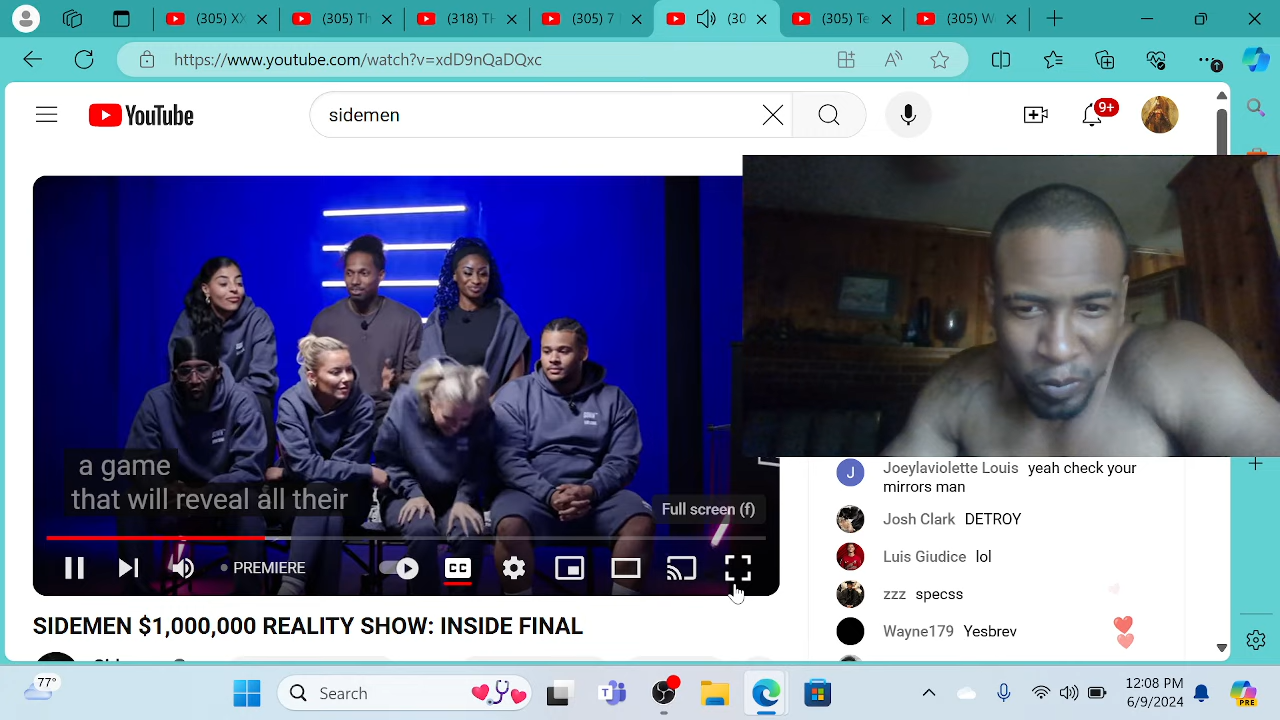 (305) XX
(305) Th
(318) TH
(305) 7 I
(30
(305) Te
(305) W
https://www.youtube.com/watch?v=xdD9nQaDQxc
YouTube
sidemen
9+
a game
that will reveal all their
Full screen (f)
PREMIERE
CC
SIDEMEN $1,000,000 REALITY SHOW: INSIDE FINAL
J
Joeylaviolette Louis yeah check your
mirrors man
Josh Clark DETROY
Luis Giudice lol
zzz specss
Wayne179 Yesbrev
77°
Search
12:08 PM
6/9/2024
PRE